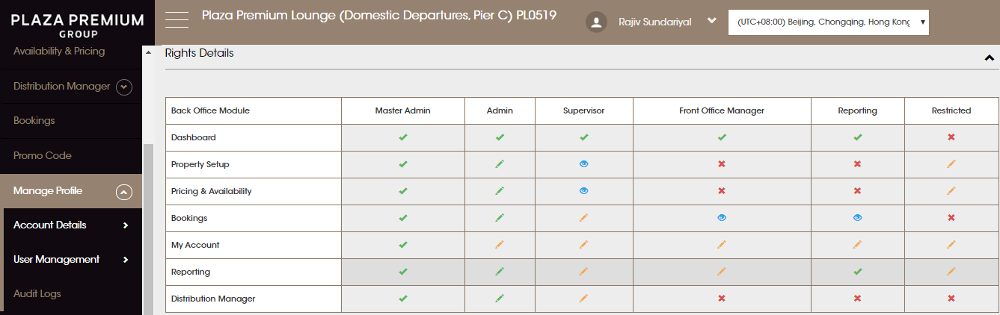 PLAZA PREMIUM
GROUP
Plaza Premium Lounge (Domestic Departures, Pier C) PL0519
Rajiv Sundariyal
(UTC+08:00) Beijing, Chongqing, Hong Kong
Availability & Pricing
Distribution Manager
Bookings
Promo Code
Manage Profile
Account Details
User Management
Audit Logs
Rights Details
Back Office Module Master Admin Admin Supervisor Front Office Manager Reporting Restricted
Dashboard
Property Setup
Pricing & Availability
Bookings
My Account
Reporting
Distribution Manager